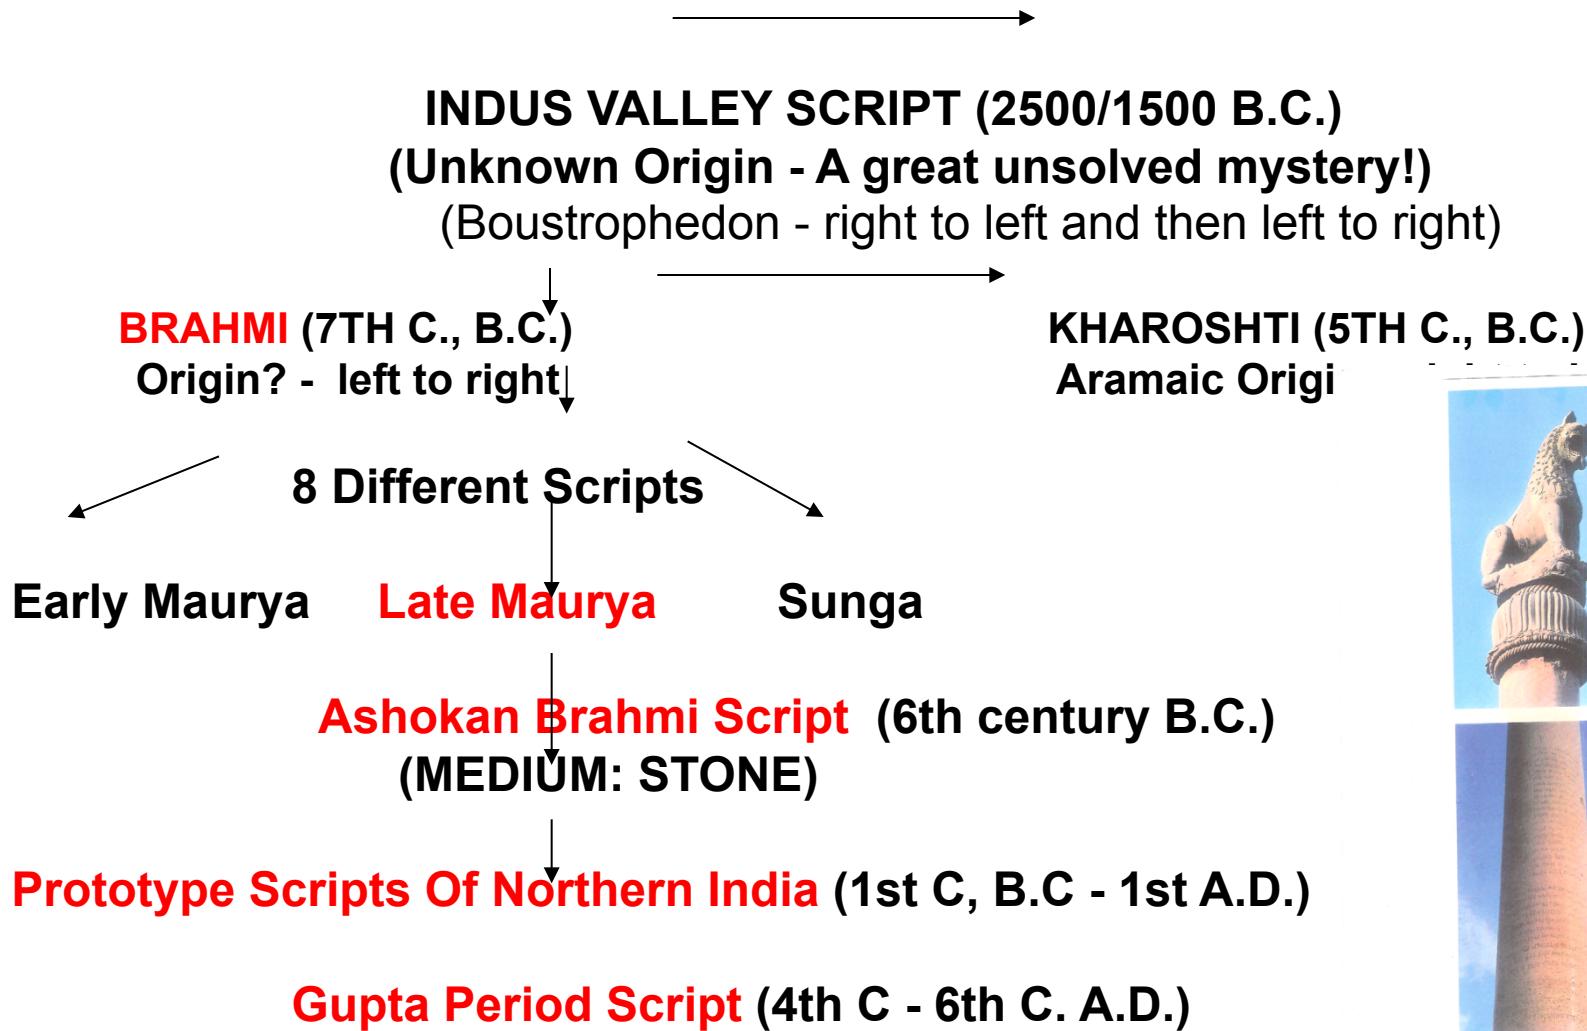 INDUS VALLEY SCRIPT (2500/1500 B.C.)
(Unknown Origin - A great unsolved mystery!)
(Boustrophedon - right to left and then left to right)
BRAHMI (7TH C., B.C.) KHAROSHTI (5TH C., B.C.)
Origin? - left to right Aramaic Origi
8 Different Scripts
Early Maurya Late Maurya Sunga
Ashokan Brahmi Script (6th century B.C.)
(MEDIUM: STONE)
Prototype Scripts Of Northern India (1st C, B.C - 1st A.D.)
Gupta Period Script (4th C - 6th C. A.D.)